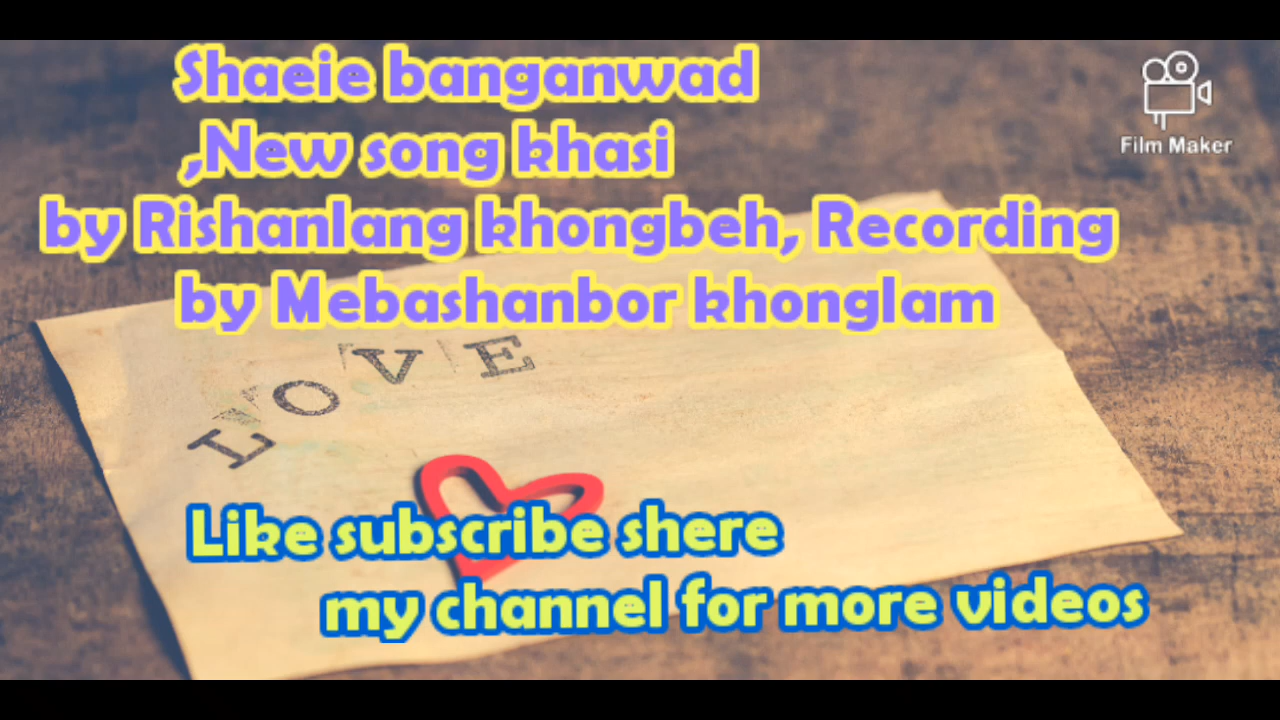 Shaeie banganwad
,New song khasi
by Rishanlang khongbeh, Recording
by Mebashanbor khonglam
Film Maker
LOVE
Like subscribe shere
my channel for more videos